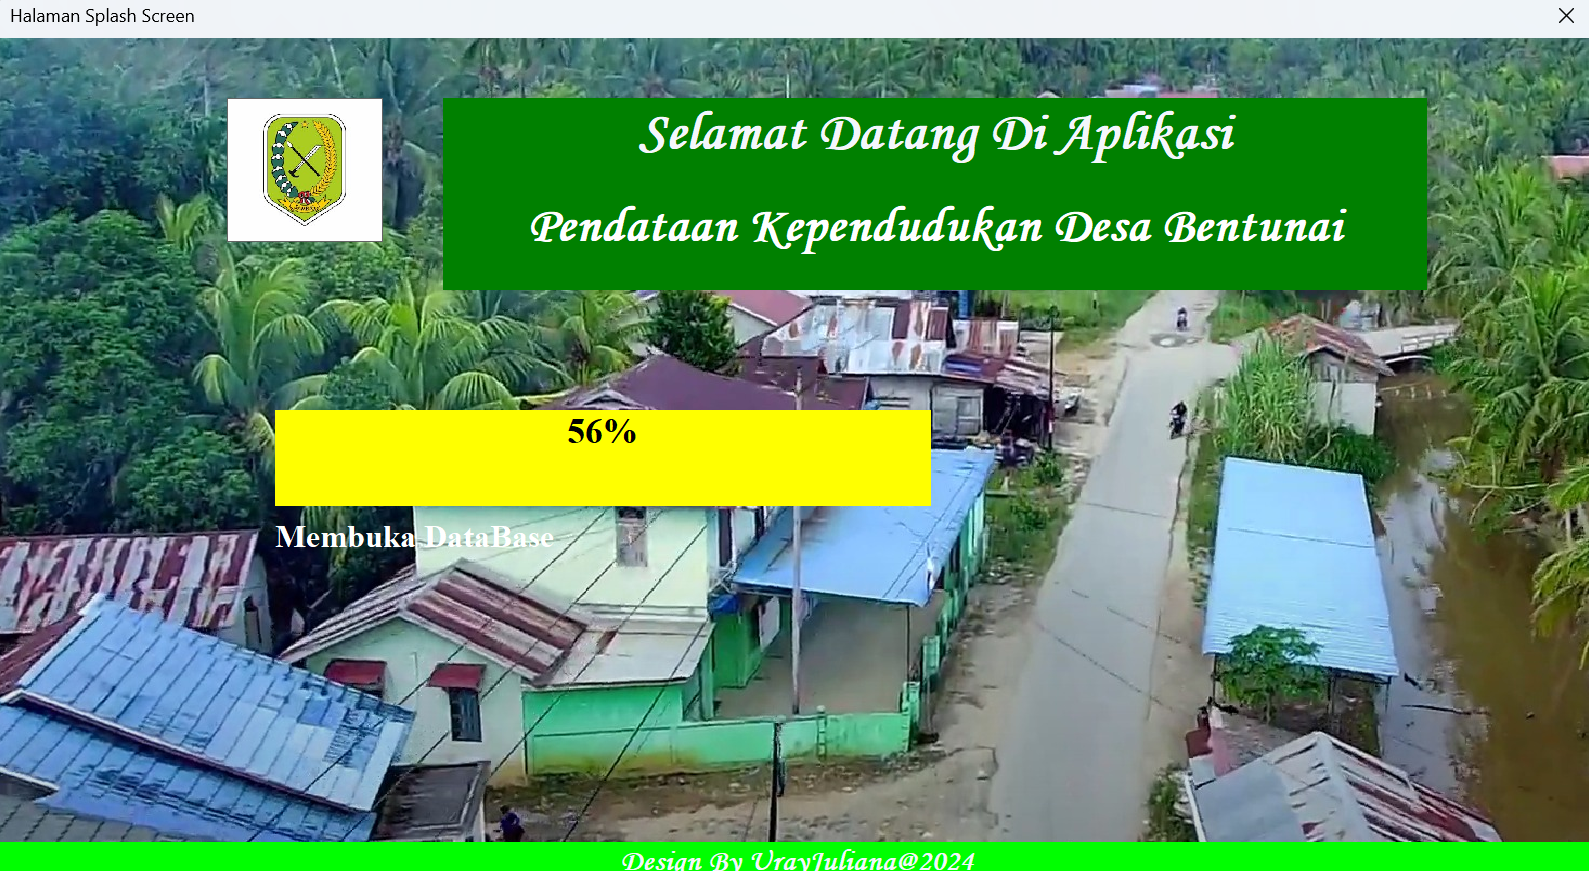 Halaman Splash Screen
Selamat Datang Di Aplikasi
Pendataan Kependudukan Desa Bentunai
56%
Membuka DataBase
Design By UrayJuliana@2024